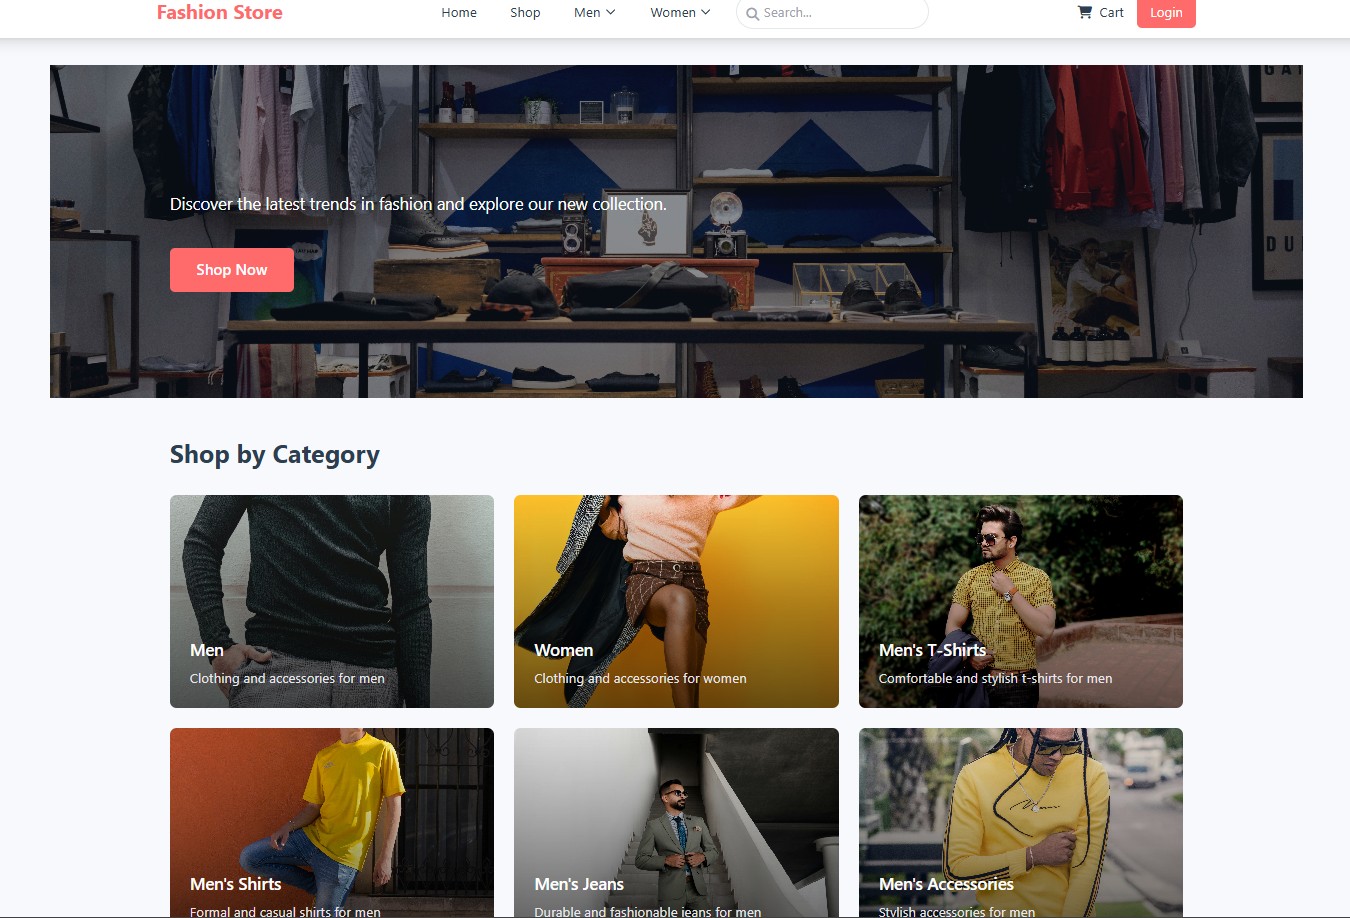 Fashion Store
Home
Shop
Men
Women
Search...
Cart
Login
Discover the latest trends in fashion and explore our new collection.
Shop Now
Shop by Category
Men
Clothing and accessories for men
Women
Clothing and accessories for women
Men's T-Shirts
Comfortable and stylish t-shirts for men
Men's Shirts
Formal and casual shirts for men
Men's Jeans
Durable and fashionable jeans for men
Men's Accessories
Stylish accessories for men